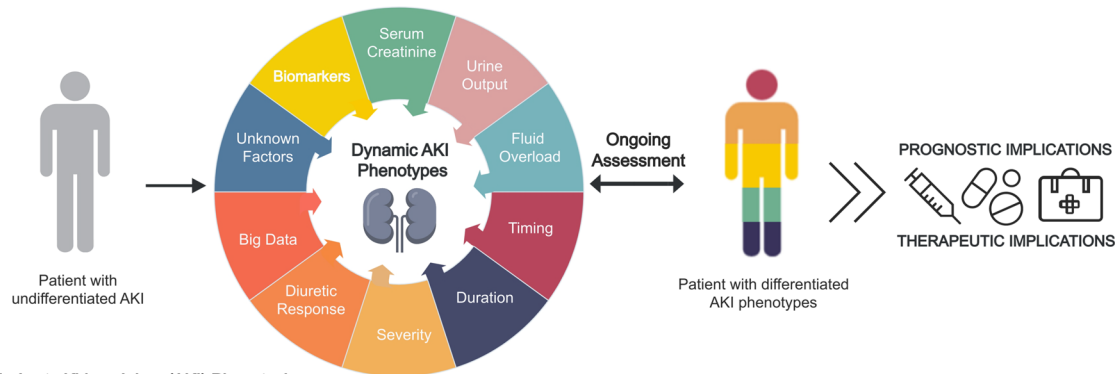 Patient with
undifferentiated AKI
Serum
Creatinine
Urine
Output
Fluid
Overload
Timing
Duration
Severity
Diuretic
Response
Big Data
Unknown
Factors
Biomarkers
Dynamic AKI
Phenotypes
Ongoing
Assessment
Patient with differentiated
AKI phenotypes
PROGNOSTIC IMPLICATIONS
THERAPEUTIC IMPLICATIONS